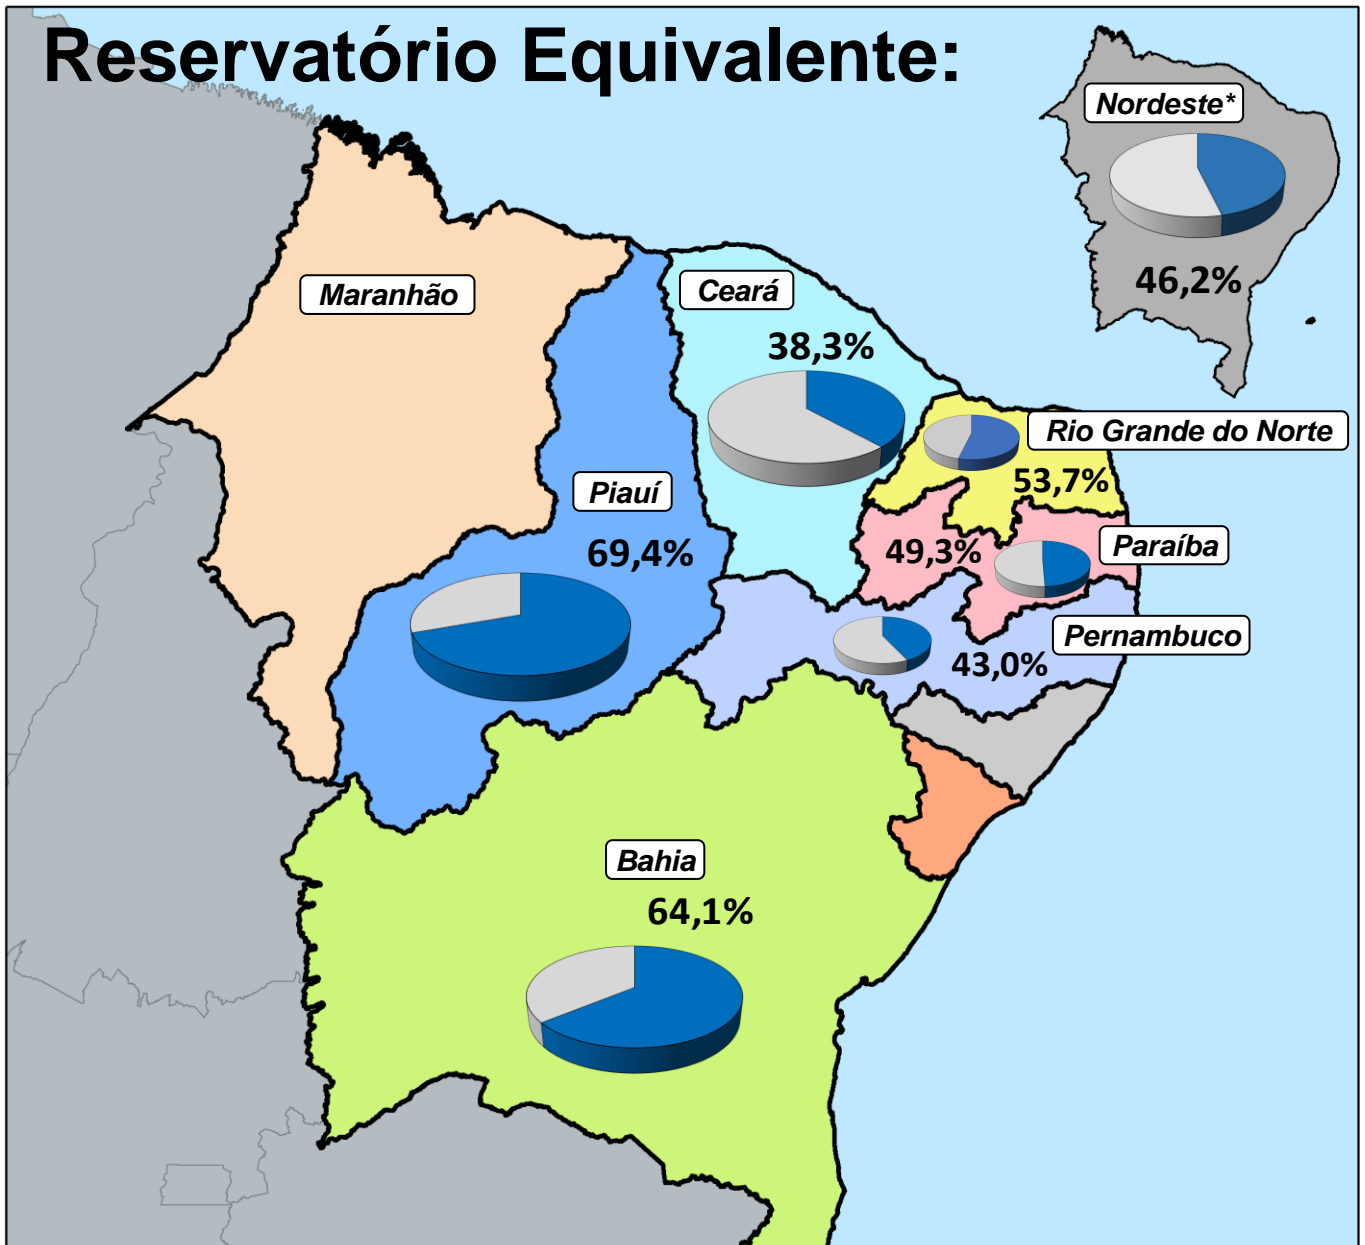 Reservatório Equivalente:
Nordeste*
46,2%
Maranhão
Ceará
38,3%
Rio Grande do Norte
53,7%
Piauí
69,4%
Paraíba
49,3%
Pernambuco
43,0%
Bahia
64,1%